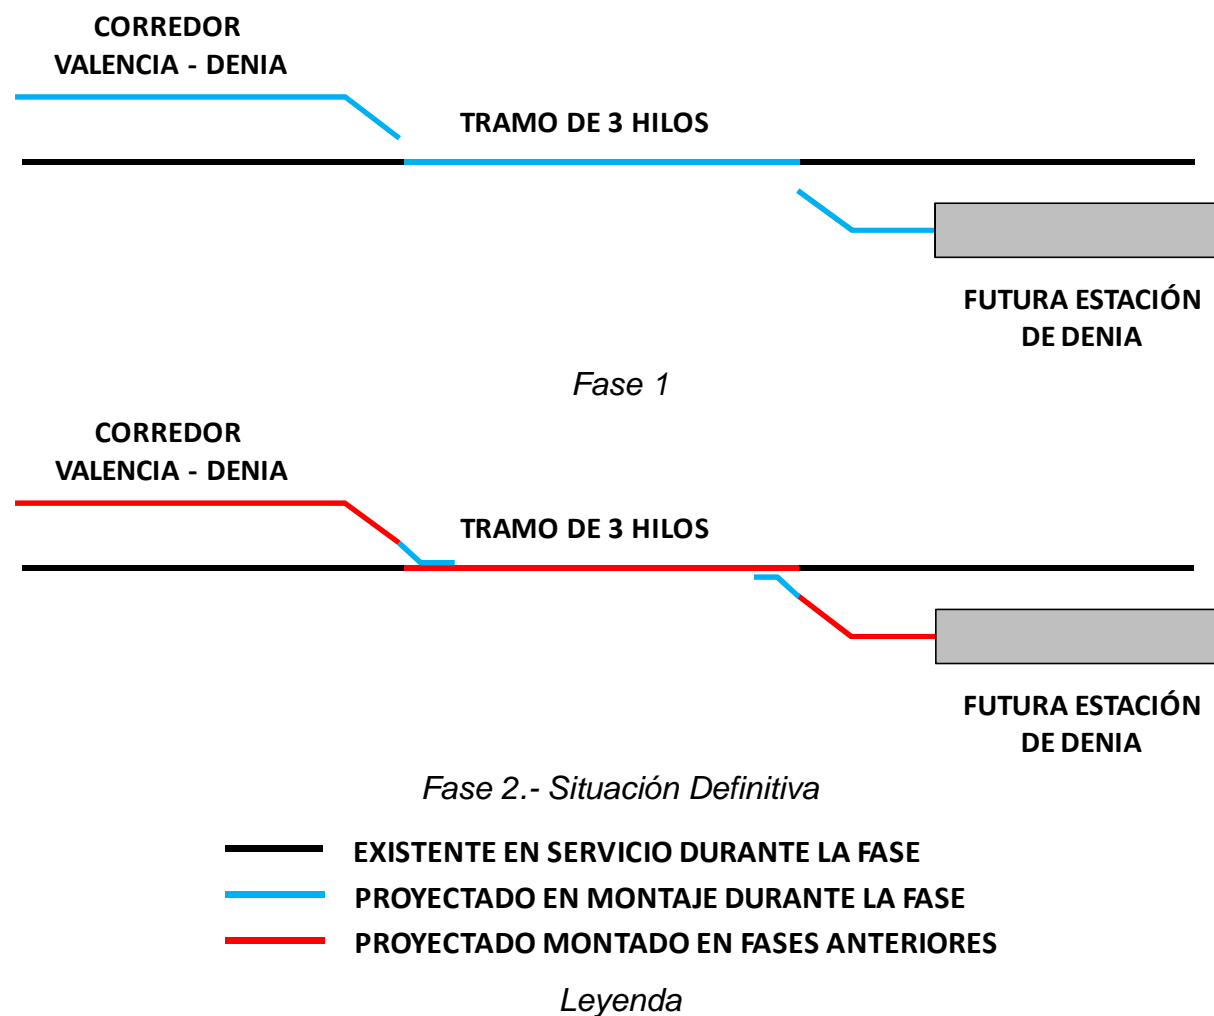 CORREDOR
VALENCIA - DENIA
TRAMO DE 3 HILOS
FUTURA ESTACIÓN
DE DENIA
Fase 1
CORREDOR
VALENCIA - DENIA
TRAMO DE 3 HILOS
FUTURA ESTACIÓN
DE DENIA
Fase 2.- Situación Definitiva
EXISTENTE EN SERVICIO DURANTE LA FASE
PROYECTADO EN MONTAJE DURANTE LA FASE
PROYECTADO MONTADO EN FASES ANTERIORES
Leyenda